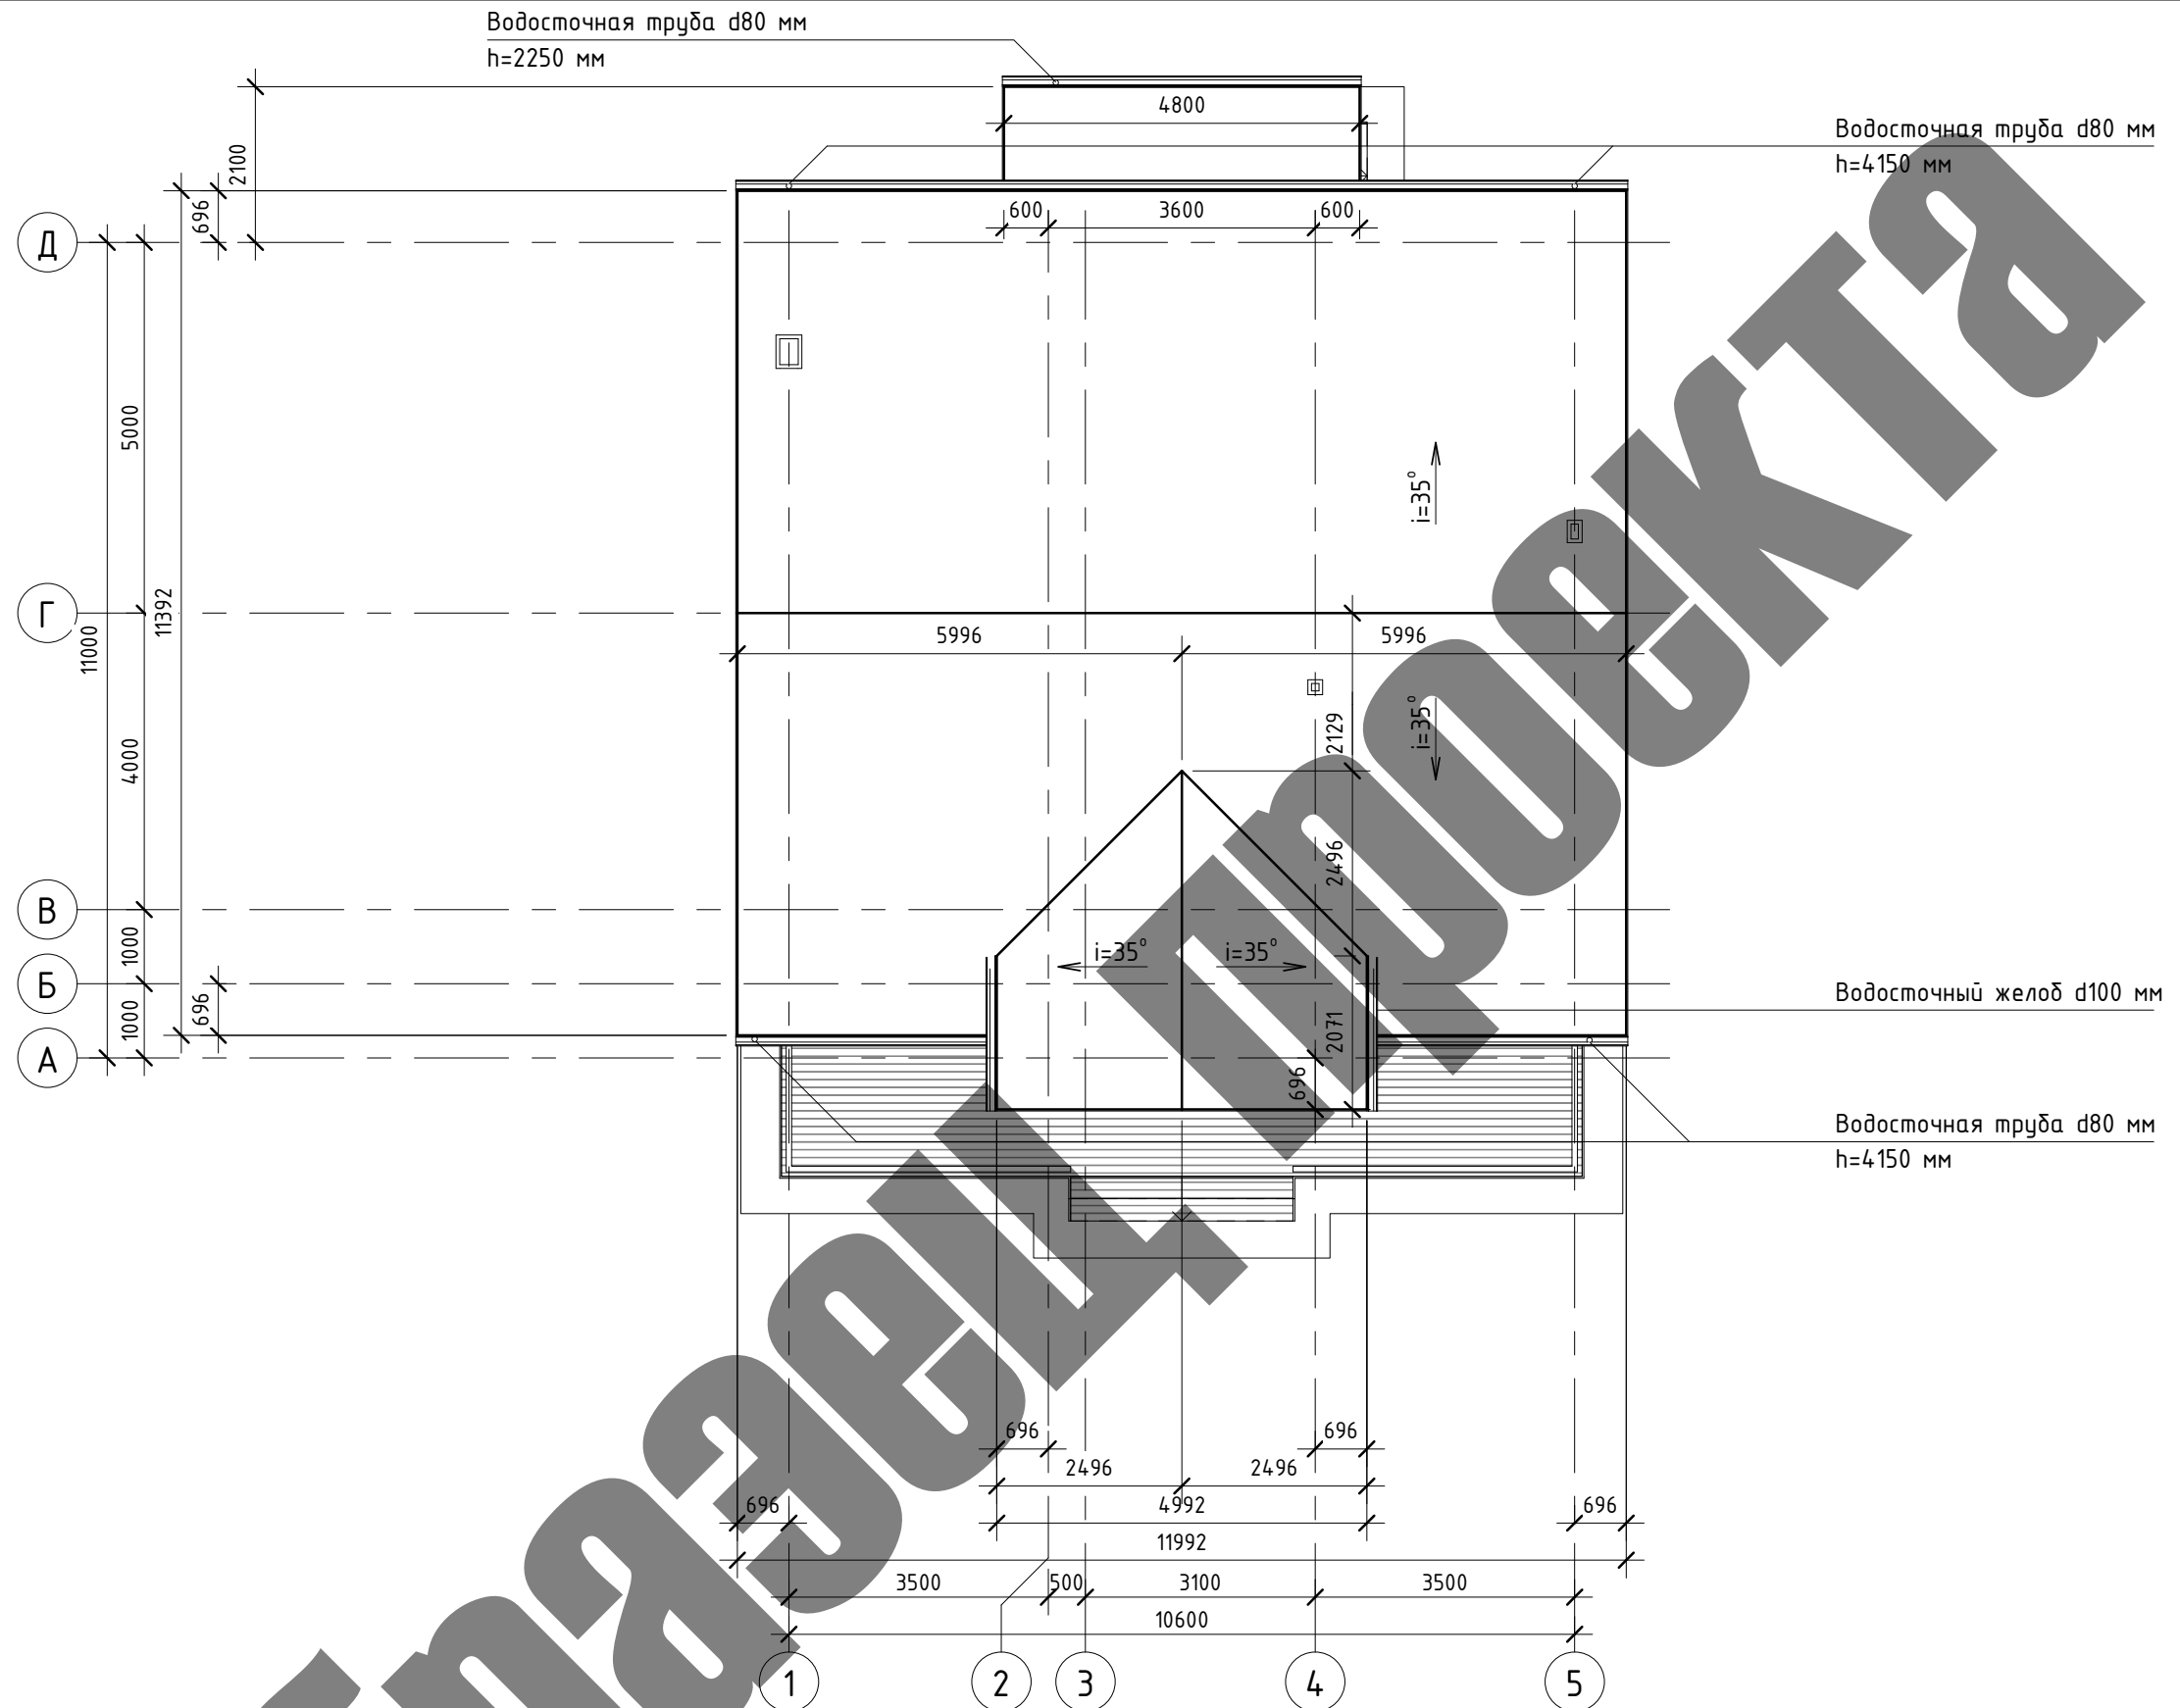 Водосточная труба d80 мм
h=2250 мм
4800
Водосточная труба d80 мм
h=4150 мм
2100
696
600
3600
600
Д
5000
i=35°
11392
Г
11000
5996
5996
2129
i=35°
4000
2496
В
1000
i=35°
i=35°
Б
Водосточный желоб d100 мм
696
1000
2071
А
696
Водосточная труба d80 мм
h=4150 мм
696
696
2496
2496
696
4992
696
11992
3500
500
3100
3500
10600
1
2
3
4
5
Образец проекта